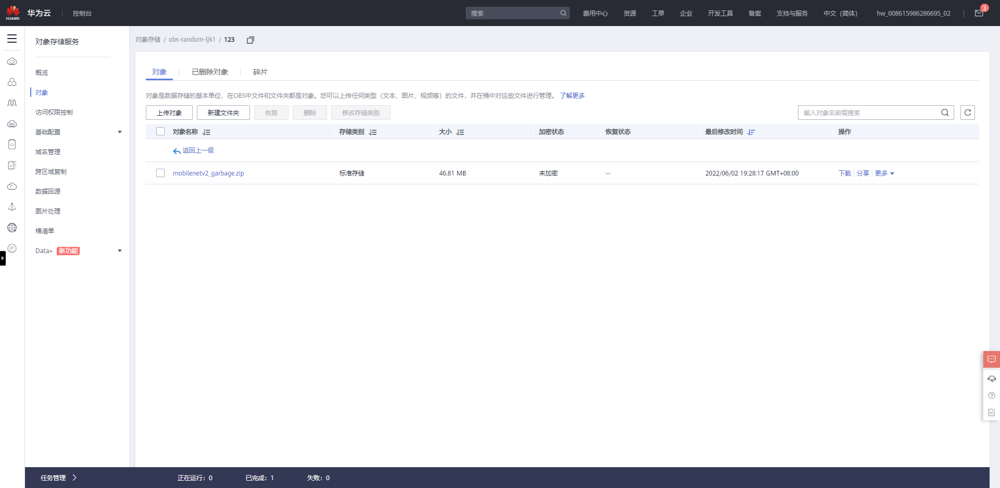 HUAWEI 华为云 控制台 搜索 费用中心 资源 工单 企业 开发工具 备案 支持与服务 中文（简体） hw_008615986286695_02 3
对象存储服务
概览
对象
访问权限控制
基础配置
域名管理
跨区域复制
数据回源
图片处理
桶清单
Data+ 新功能
对象存储 / obs-random-ljk1 / 123
对象 已删除对象 碎片
对象是数据存储的基本单位，在OBS中文件和文件夹都是对象。您可以上传任何类型（文本、图片、视频等）的文件，并在桶中对这些文件进行管理。 了解更多
上传对象 新建文件夹 恢复 删除 修改存储类别 输入对象名前缀搜索
对象名称 存储类别 大小 加密状态 恢复状态 最后修改时间 操作
返回上一级
mobilenetv2_garbage.zip 标准存储 46.81 MB 未加密 -- 2022/06/02 19:28:17 GMT+08:00 下载 分享 更多
任务管理 正在运行：0 已完成：1 失败：0